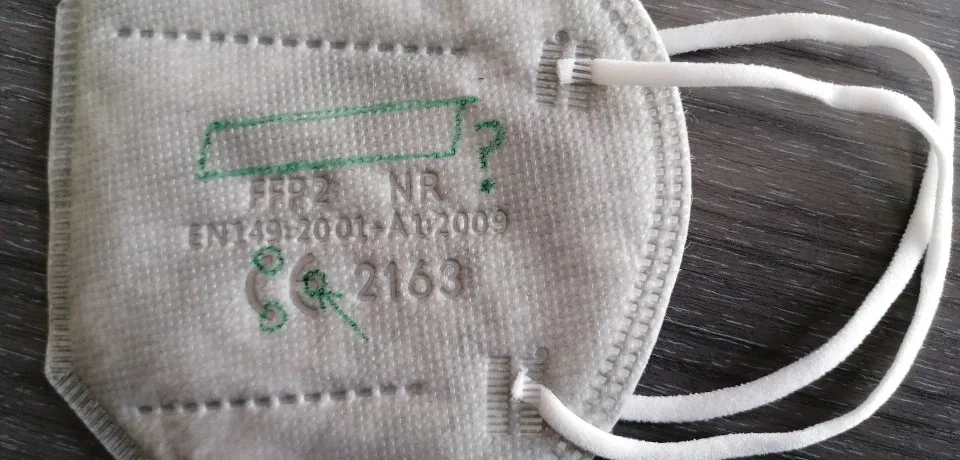 ?
FFP2 NR
EN149:2001+A1:2009
CE 2163